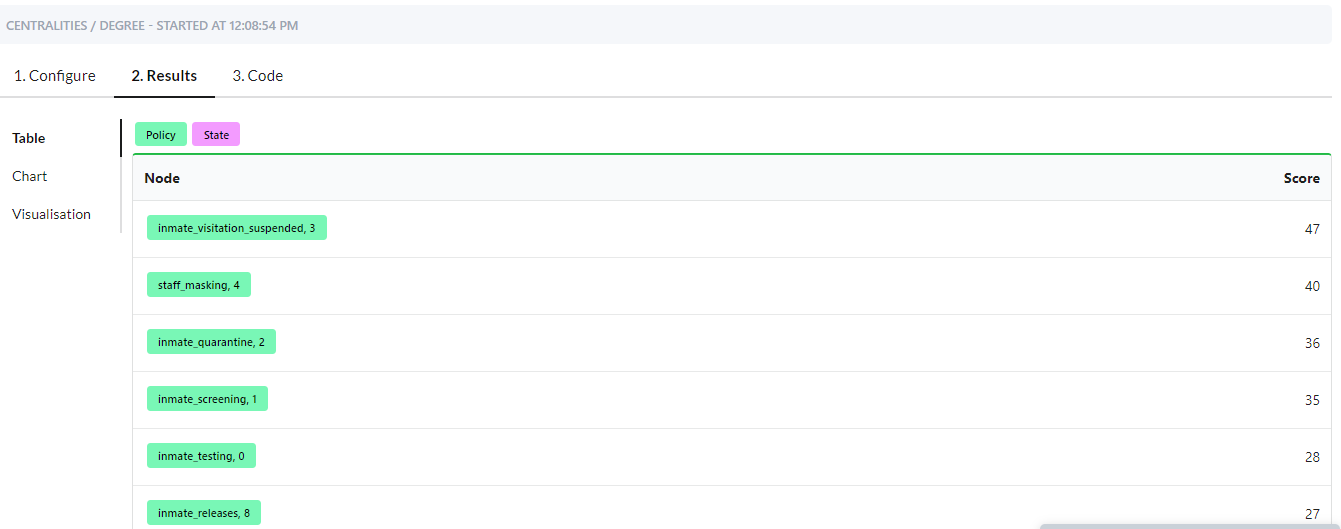 CENTRALITIES / DEGREE - STARTED AT 12:08:54 PM
1. Configure 2. Results 3. Code
Table
Chart
Visualisation
Policy State
Node Score
inmate_visitation_suspended, 3 47
staff_masking, 4 40
inmate_quarantine, 2 36
inmate_screening, 1 35
inmate_testing, 0 28
inmate_releases, 8 27